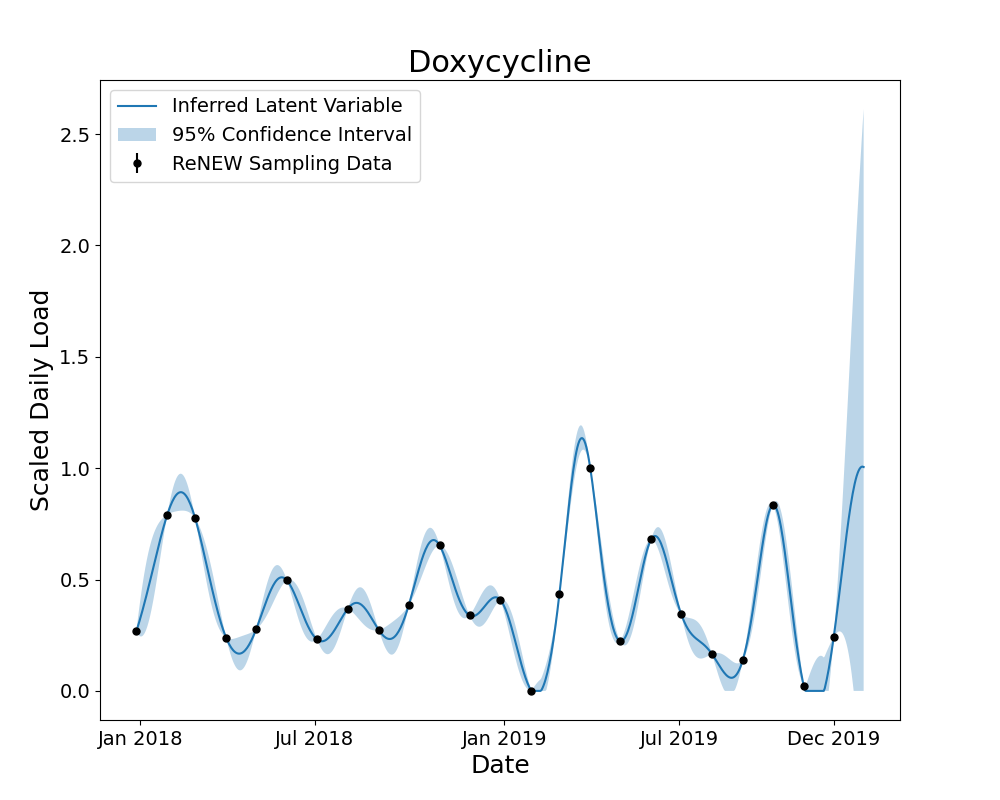 Doxycycline
Inferred Latent Variable
95% Confidence Interval
ReNEW Sampling Data
Scaled Daily Load
2.5
2.0
1.5
1.0
0.5
0.0
Jan 2018
Jul 2018
Jan 2019
Jul 2019
Dec 2019
Date